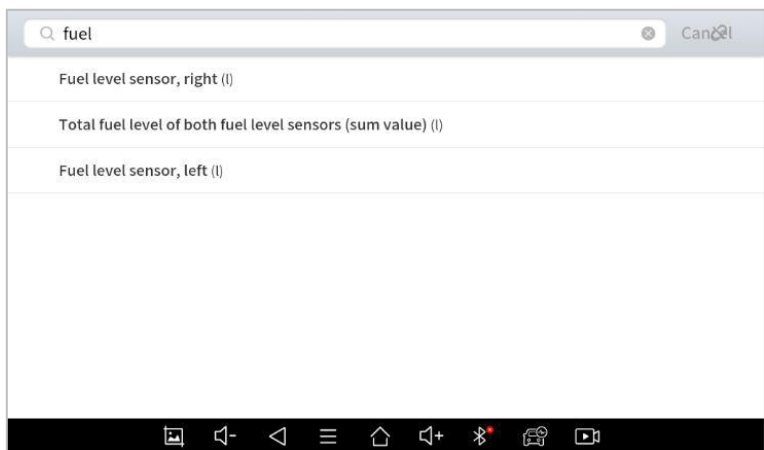 fuel
Cancel
Fuel level sensor, right (l)
Total fuel level of both fuel level sensors (sum value) (l)
Fuel level sensor, left (l)